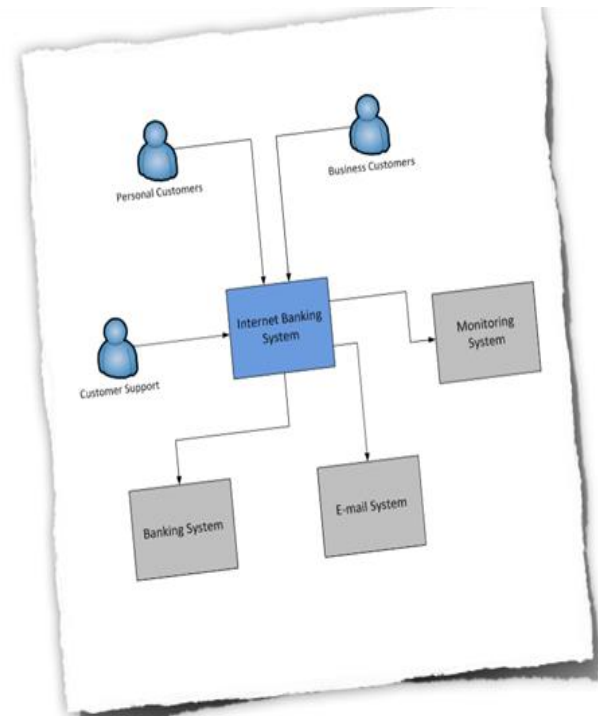 Personal Customers
Business Customers
Internet Banking
System
Monitoring
System
Customer Support
Banking System
E-mail System